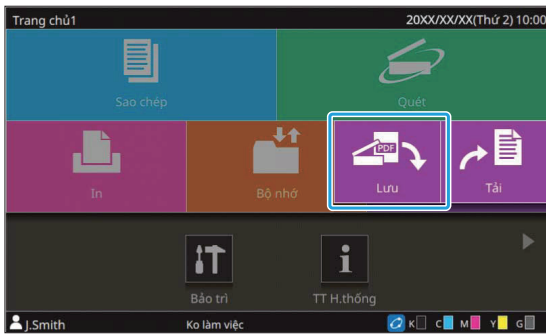 Trang chủ1 20XX/XX/XX(Thứ 2) 10:00
Sao chép Quét
PDF
In Bộ nhớ Lưu Tải
Bảo trì TT H.thống
J.Smith Ko làm việc K C M Y G